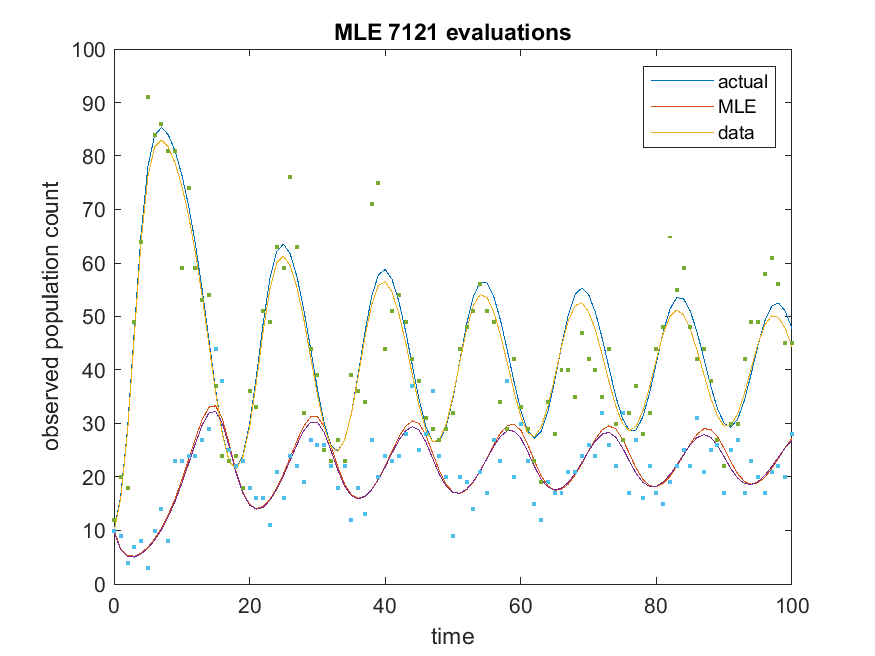 MLE 7121 evaluations
actual
MLE
data
observed population count
100
90
80
70
60
50
40
30
20
10
0
0 20 40 60 80 100
time